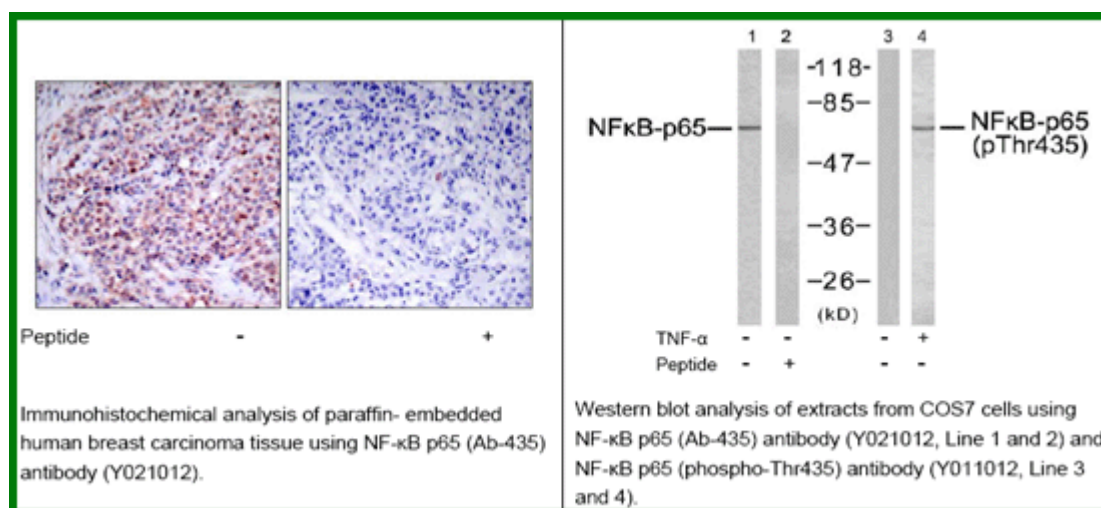 Peptide - +
Immunohistochemical analysis of paraffin- embedded
human breast carcinoma tissue using NF-κB p65 (Ab-435)
antibody (Y021012).
1 2 3 4
-118-
-85-
NFκB-p65
NFκB-p65
(pThr435)
-47-
-36-
-26-
(kD)
TNF-α - - - +
Peptide - + - -
Western blot analysis of extracts from COS7 cells using
NF-κB p65 (Ab-435) antibody (Y021012, Line 1 and 2) and
NF-κB p65 (phospho-Thr435) antibody (Y011012, Line 3
and 4).